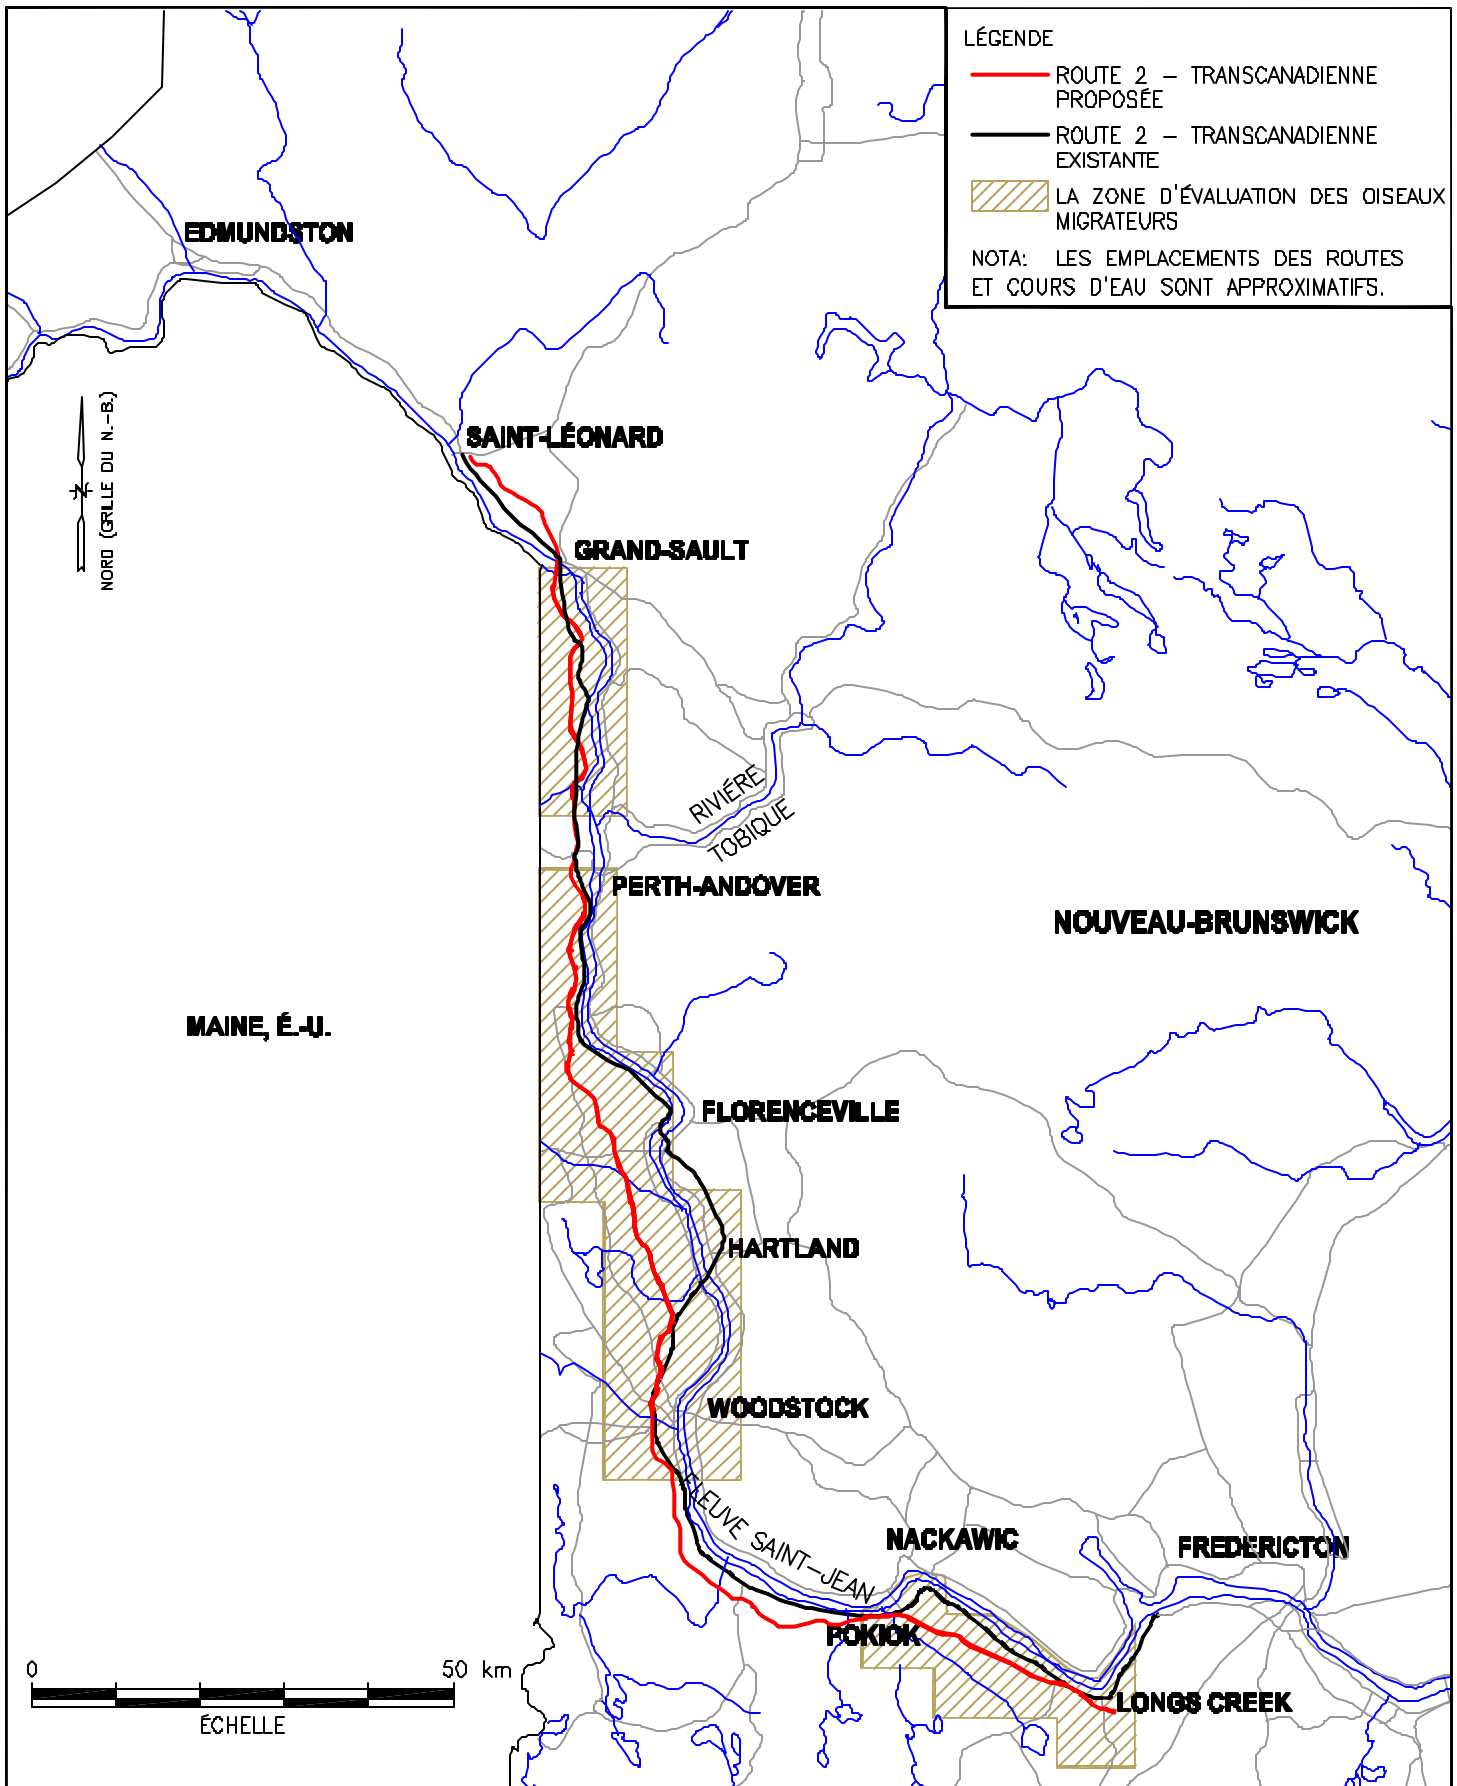 LÉGENDE
ROUTE 2 – TRANSCANADIENNE
PROPOSÉE
ROUTE 2 – TRANSCANADIENNE
EXISTANTE
LA ZONE D'ÉVALUATION DES OISEAUX
MIGRATEURS
NOTA: LES EMPLACEMENTS DES ROUTES
ET COURS D'EAU SONT APPROXIMATIFS.
EDMUNDSTON
NORD (GRILLE DU N.–B.)
N
SAINT-LÉONARD
GRAND-SAULT
RIVIÉRE
TOBIQUE
PERTH-ANDOVER
NOUVEAU-BRUNSWICK
MAINE, É.-U.
FLORENCEVILLE
HARTLAND
WOODSTOCK
FLEUVE SAINT–JEAN
NACKAWIC
FREDERICTON
POKIOK
LONGS CREEK
0 50 km
ÉCHELLE